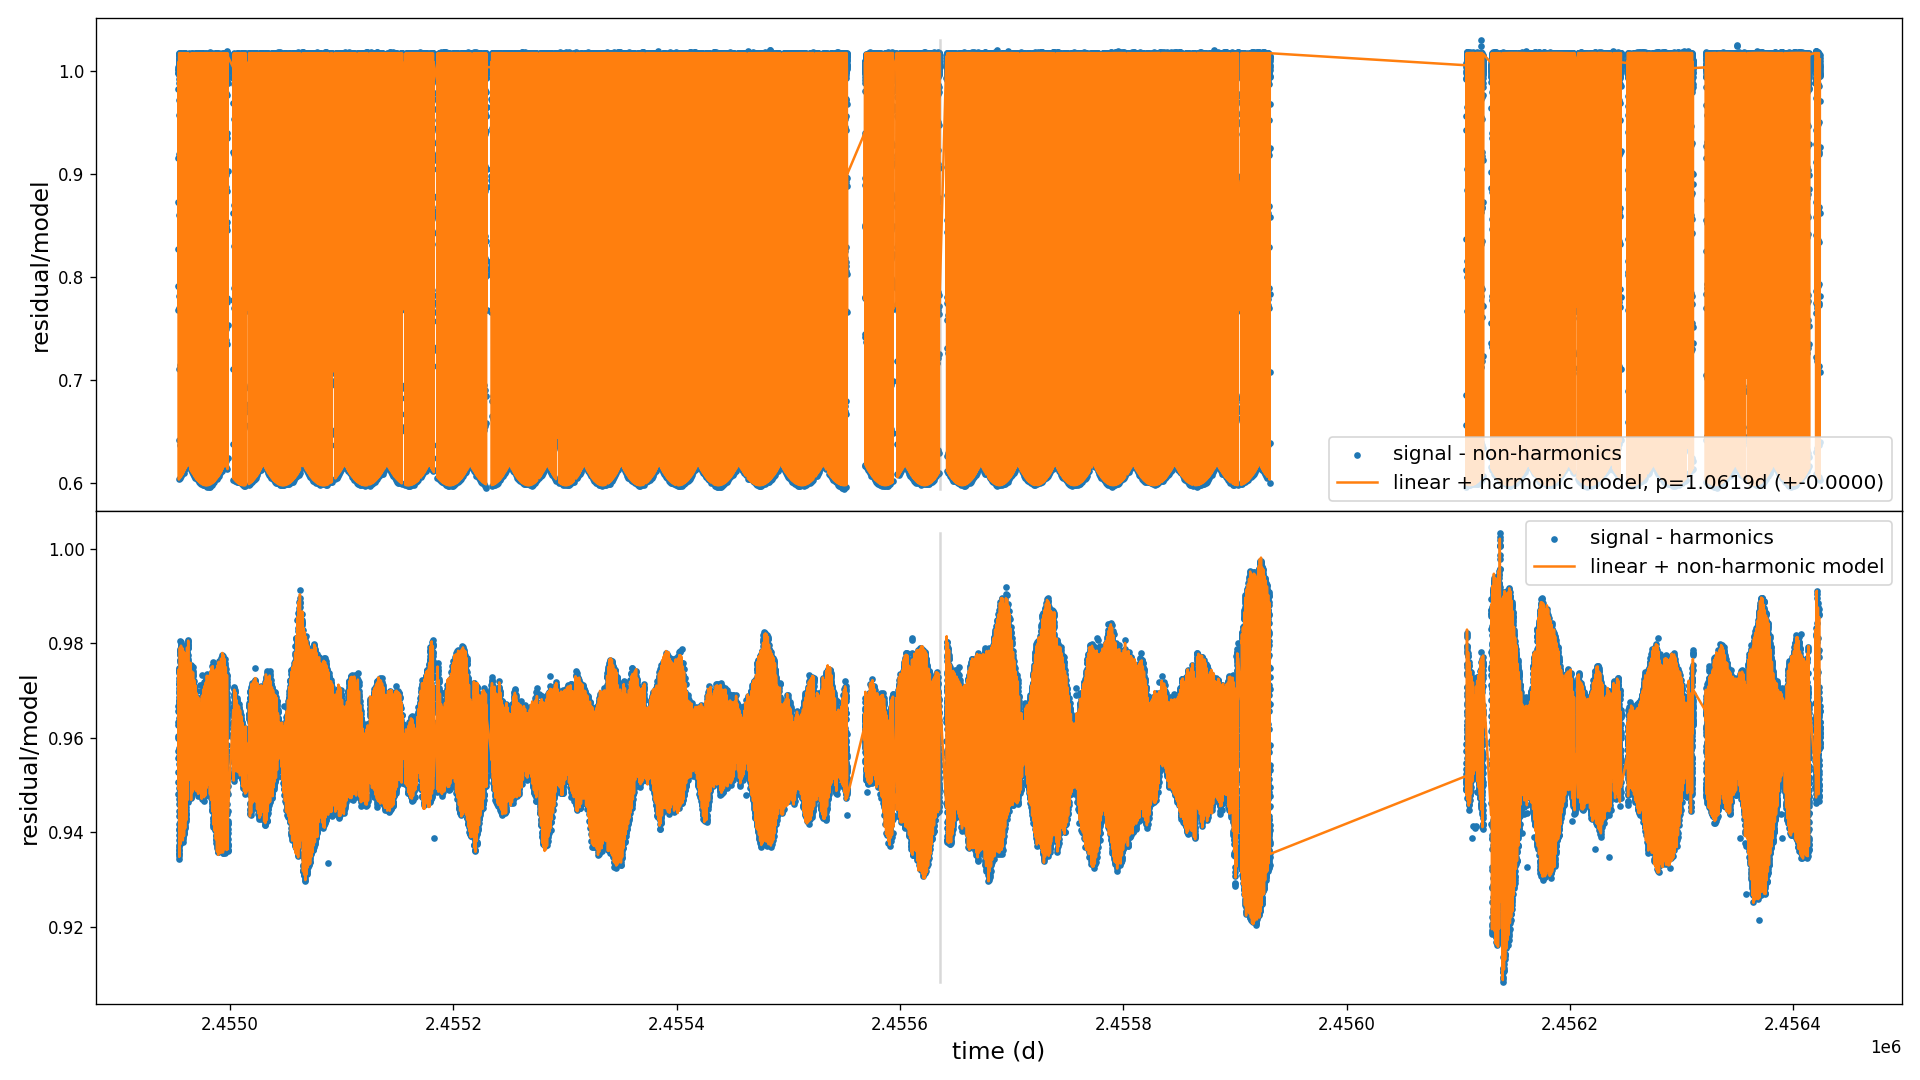 residual/model
1.0
0.9
0.8
0.7
0.6
signal - non-harmonics
linear + harmonic model, p=1.0619d (+-0.0000)
residual/model
1.00
0.98
0.96
0.94
0.92
signal - harmonics
linear + non-harmonic model
2.4550 2.4552 2.4554 2.4556 2.4558 2.4560 2.4562 2.4564
time (d)
1e6